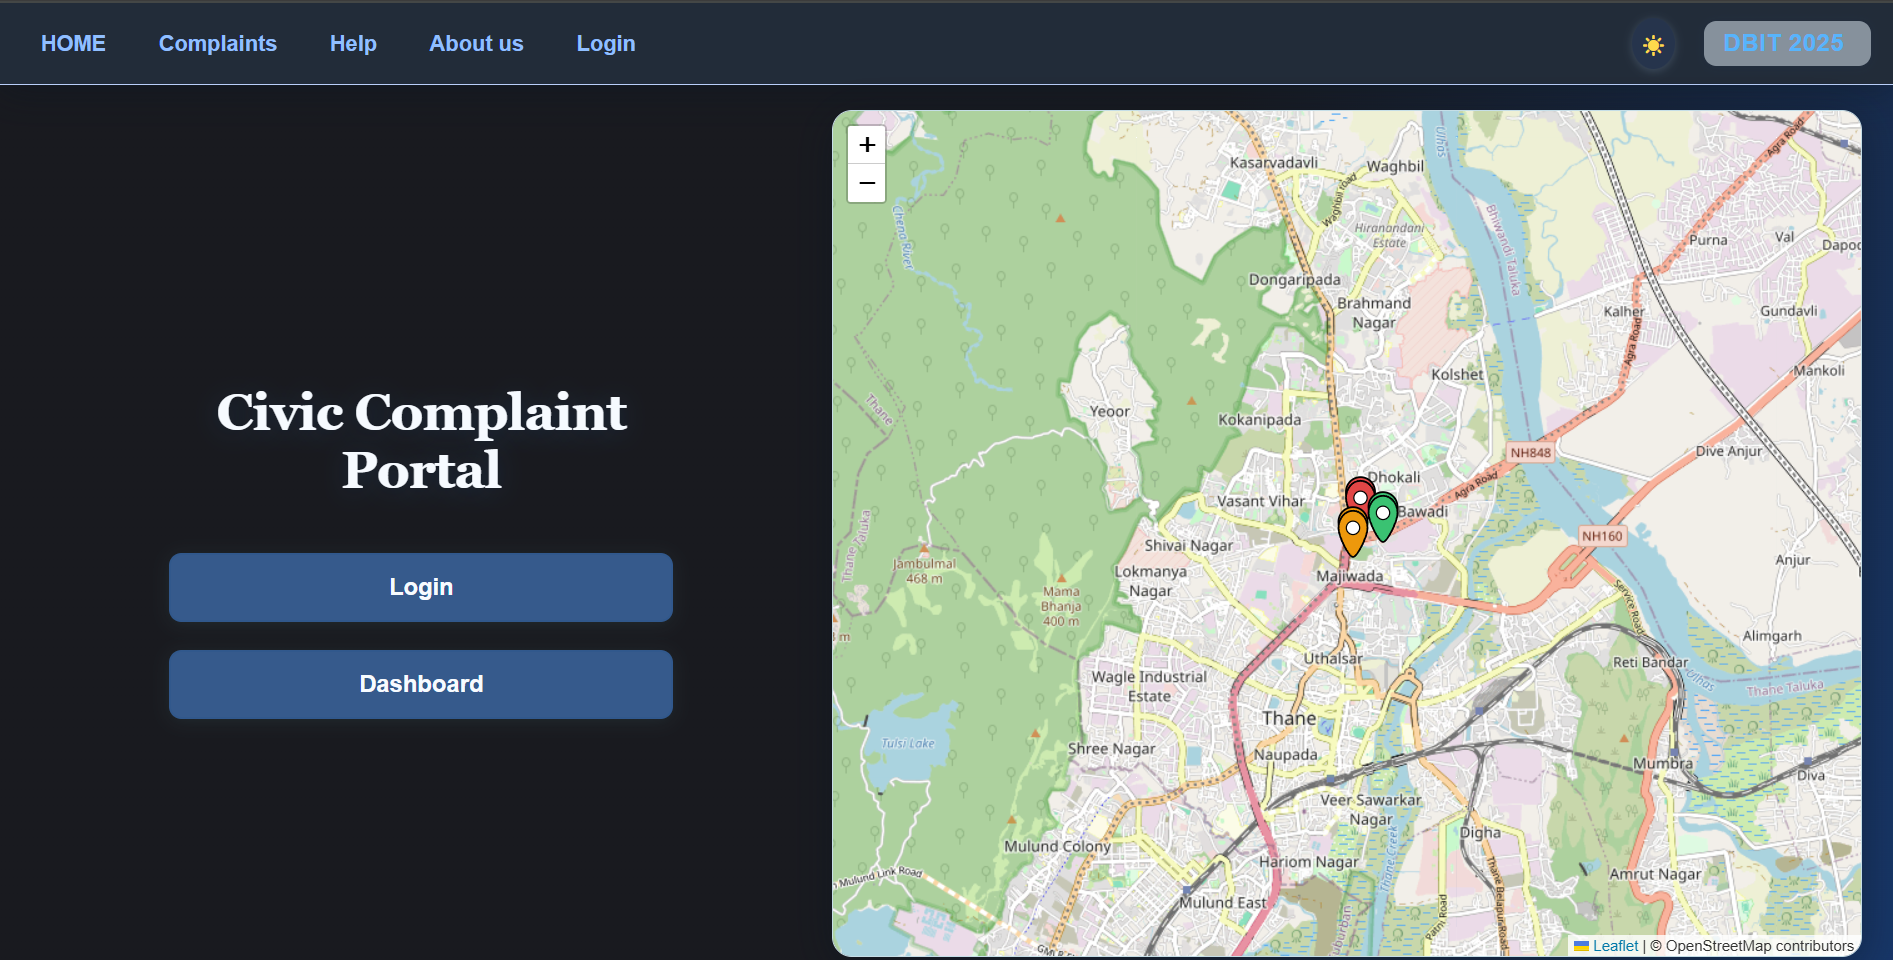 HOME Complaints Help About us Login
DBIT 2025
Civic Complaint
Portal
Login
Dashboard
+
−
Kasarvadavli
Waghbil
Ulhas
Agra Road
Waghbil road
Chena River
Hiranandani
Estate
Bhiwandi Taluka
Purna
Val
Dongaripada
Brahmand
Nagar
Kalher
Gundavli
Agra Road
Kolshet
Mankoli
Thane
Yeoor
Kokanipada
NH848
Dive Anjur
Dhokali
Agra Road
Vasant Vihar
Bawadi
Thane Taluka
Shivai Nagar
NH160
Jambulmal
468 m
Lokmanya
Nagar
Majiwada
Anjur
Mama
Bhanja
400 m
Service Road
Alimgarh
Uthalsar
Reti Bandar
Ulhas
Thane Taluka
Wagle Industrial
Estate
Thane
Tulsi Lake
Shree Nagar
Naupada
Mumbra
Diva
Veer Sawarkar
Nagar
Digha
Mulund Colony
Hariom Nagar
Thane Creek
Mulund Link Road
Thane Belapur Road
Amrut Nagar
Mulund East
Patni Road
Leaflet | © OpenStreetMap contributors